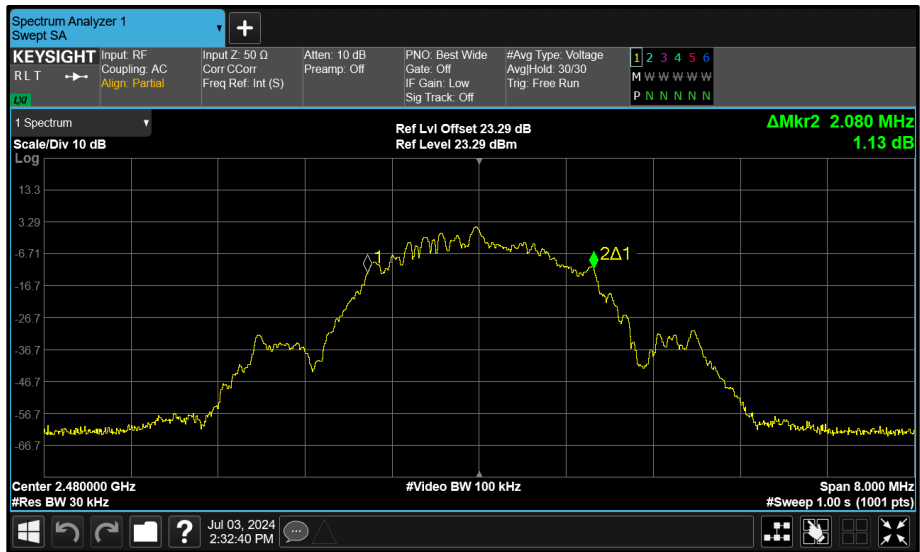 Spectrum Analyzer 1
Swept SA
+
KEYSIGHT
R L T
LXI
Input: RF
Coupling: AC
Align: Partial
Input Z: 50 Ω
Corr CCorr
Freq Ref: Int (S)
Atten: 10 dB
Preamp: Off
PNO: Best Wide
Gate: Off
IF Gain: Low
Sig Track: Off
#Avg Type: Voltage
Avg|Hold: 30/30
Trig: Free Run
1 2 3 4 5 6
M W W W W W
P N N N N N
1 Spectrum
Scale/Div 10 dB
Ref Lvl Offset 23.29 dB
Ref Level 23.29 dBm
ΔMkr2 2.080 MHz
1.13 dB
Log
13.3
3.29
-6.71
-16.7
-26.7
-36.7
-46.7
-56.7
-66.7
1
2Δ1
Center 2.480000 GHz
#Res BW 30 kHz
#Video BW 100 kHz
Span 8.000 MHz
#Sweep 1.00 s (1001 pts)
?
Jul 03, 2024
2:32:40 PM